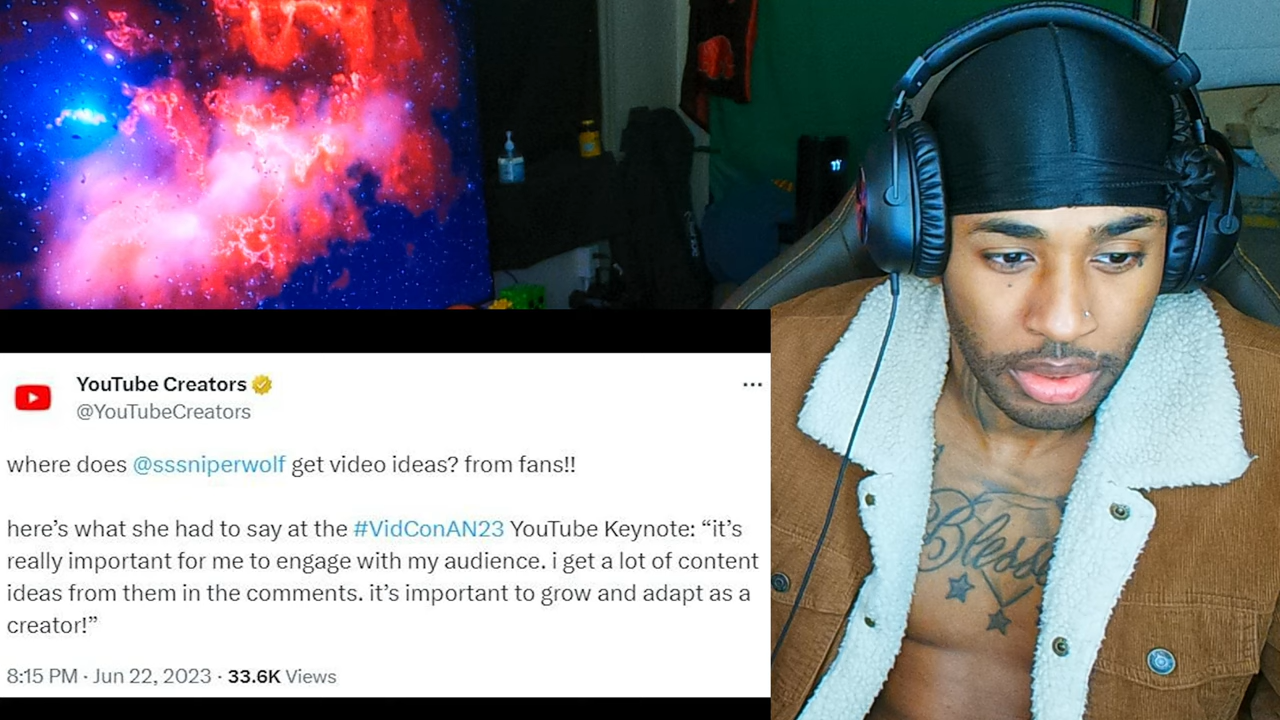 YouTube Creators
@YouTubeCreators
where does @sssniperwolf get video ideas? from fans!!
here’s what she had to say at the #VidConAN23 YouTube Keynote: “it’s
really important for me to engage with my audience. i get a lot of content
ideas from them in the comments. it’s important to grow and adapt as a
creator!”
8:15 PM · Jun 22, 2023 · 33.6K Views